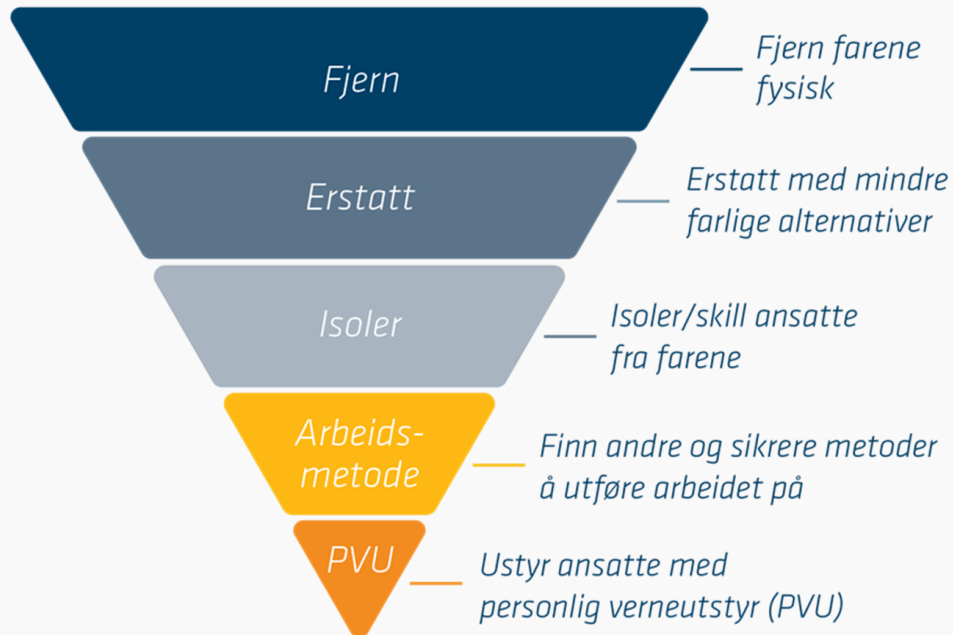 Fjern
Fjern farene
fysisk
Erstatt
Erstatt med mindre
farlige alternativer
Isoler
Isoler/skill ansatte
fra farene
Arbeids-
metode
Finn andre og sikrere metoder
å utføre arbeidet på
PVU
Ustyr ansatte med
personlig verneutstyr (PVU)